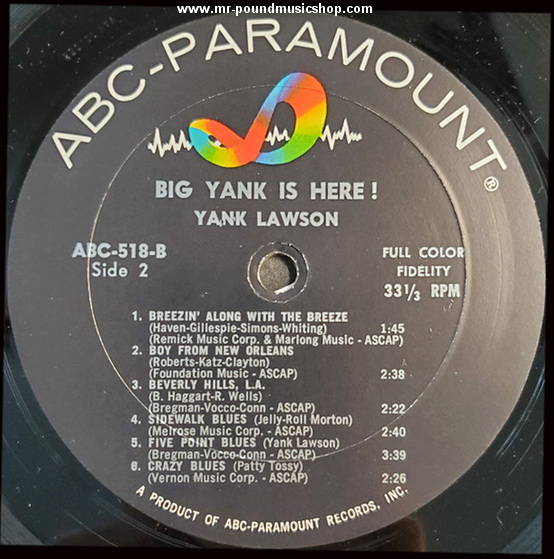 www.mr-poundmusicshop.com
ABC-PARAMOUNT®
BIG YANK IS HERE!
YANK LAWSON
ABC-518-B
Side 2
FULL COLOR
FIDELITY
33 1/3 RPM
1. BREEZIN' ALONG WITH THE BREEZE
(Haven-Gillespie-Simons-Whiting) 1:45
(Remick Music Corp. & Marlong Music - ASCAP)
2. BOY FROM NEW ORLEANS
(Roberts-Katz-Clayton)
(Foundation Music - ASCAP) 2:38
3. BEVERLY HILLS, L.A.
(B. Haggart-R. Wells)
(Bregman-Vocco-Conn - ASCAP) 2:22
4. SIDEWALK BLUES (Jelly-Roll Morton)
(Melrose Music Corp. - ASCAP) 2:40
5. FIVE POINT BLUES (Yank Lawson)
(Bregman-Vocco-Conn - ASCAP) 3:39
6. CRAZY BLUES (Patty Tossy)
(Vernon Music Corp. - ASCAP) 2:26
A PRODUCT OF ABC-PARAMOUNT RECORDS, INC.